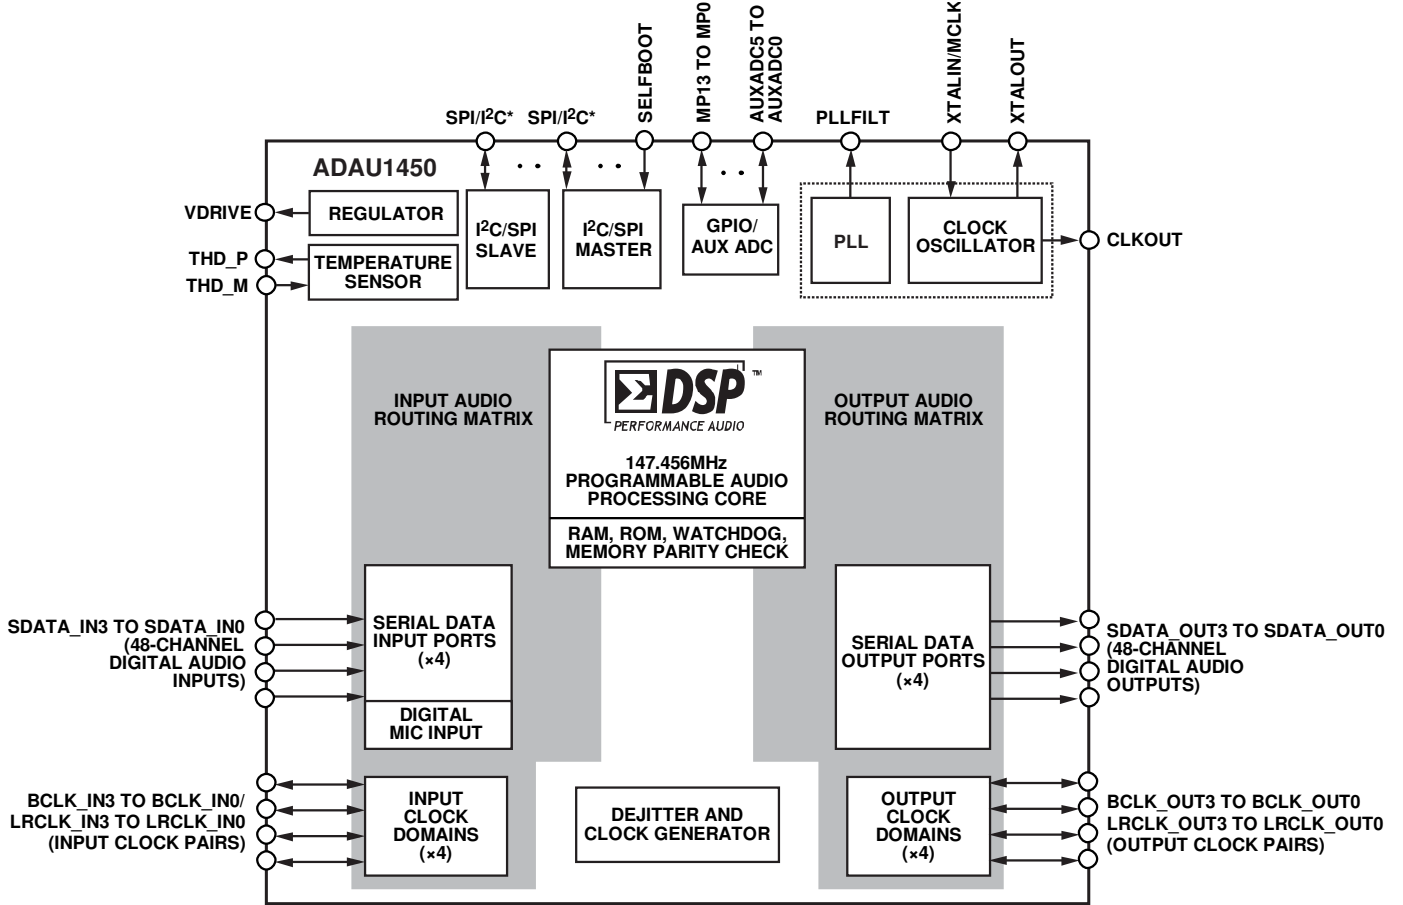 SELFBOOT
MP13 TO MP0
AUXADC5 TO
AUXADC0
XTALIN/MCLK
XTALOUT
SPI/I2C*
SPI/I2C*
PLLFILT
ADAU1450
VDRIVE
REGULATOR
THD_P
THD_M
TEMPERATURE
SENSOR
I2C/SPI
SLAVE
I2C/SPI
MASTER
GPIO/
AUX ADC
PLL
CLOCK
OSCILLATOR
CLKOUT
INPUT AUDIO
ROUTING MATRIX
ΣDSP™
PERFORMANCE AUDIO
147.456MHz
PROGRAMMABLE AUDIO
PROCESSING CORE
RAM, ROM, WATCHDOG,
MEMORY PARITY CHECK
OUTPUT AUDIO
ROUTING MATRIX
SDATA_IN3 TO SDATA_IN0
(48-CHANNEL
DIGITAL AUDIO
INPUTS)
SERIAL DATA
INPUT PORTS
(×4)
DIGITAL
MIC INPUT
SERIAL DATA
OUTPUT PORTS
(×4)
SDATA_OUT3 TO SDATA_OUT0
(48-CHANNEL
DIGITAL AUDIO
OUTPUTS)
BCLK_IN3 TO BCLK_IN0/
LRCLK_IN3 TO LRCLK_IN0
(INPUT CLOCK PAIRS)
INPUT
CLOCK
DOMAINS
(×4)
DEJITTER AND
CLOCK GENERATOR
OUTPUT
CLOCK
DOMAINS
(×4)
BCLK_OUT3 TO BCLK_OUT0
LRCLK_OUT3 TO LRCLK_OUT0
(OUTPUT CLOCK PAIRS)